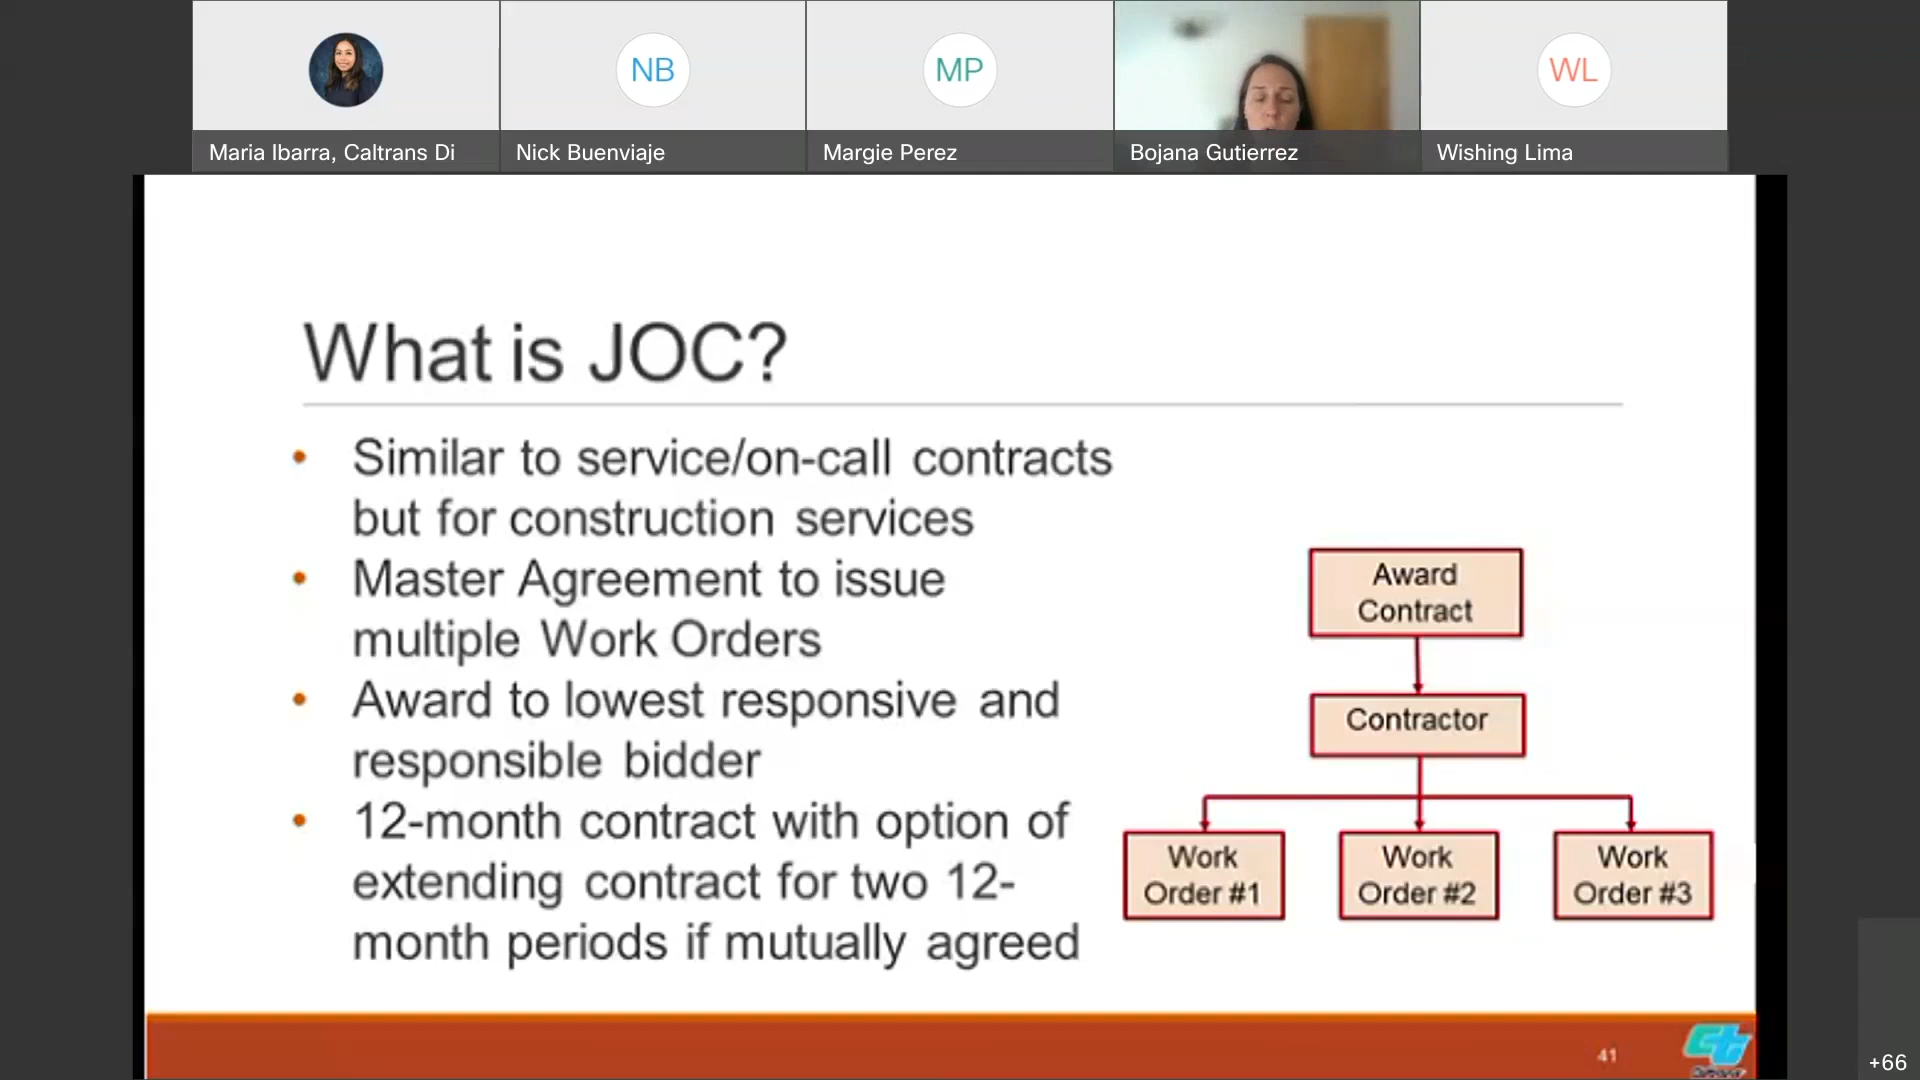 NB
MP
WL
Maria Ibarra, Caltrans Di
Nick Buenviaje
Margie Perez
Bojana Gutierrez
Wishing Lima
What is JOC?
• Similar to service/on-call contracts
but for construction services
• Master Agreement to issue
multiple Work Orders
• Award to lowest responsive and
responsible bidder
• 12-month contract with option of
extending contract for two 12-
month periods if mutually agreed
Award
Contract
Contractor
Work
Order #1
Work
Order #2
Work
Order #3
41
+66